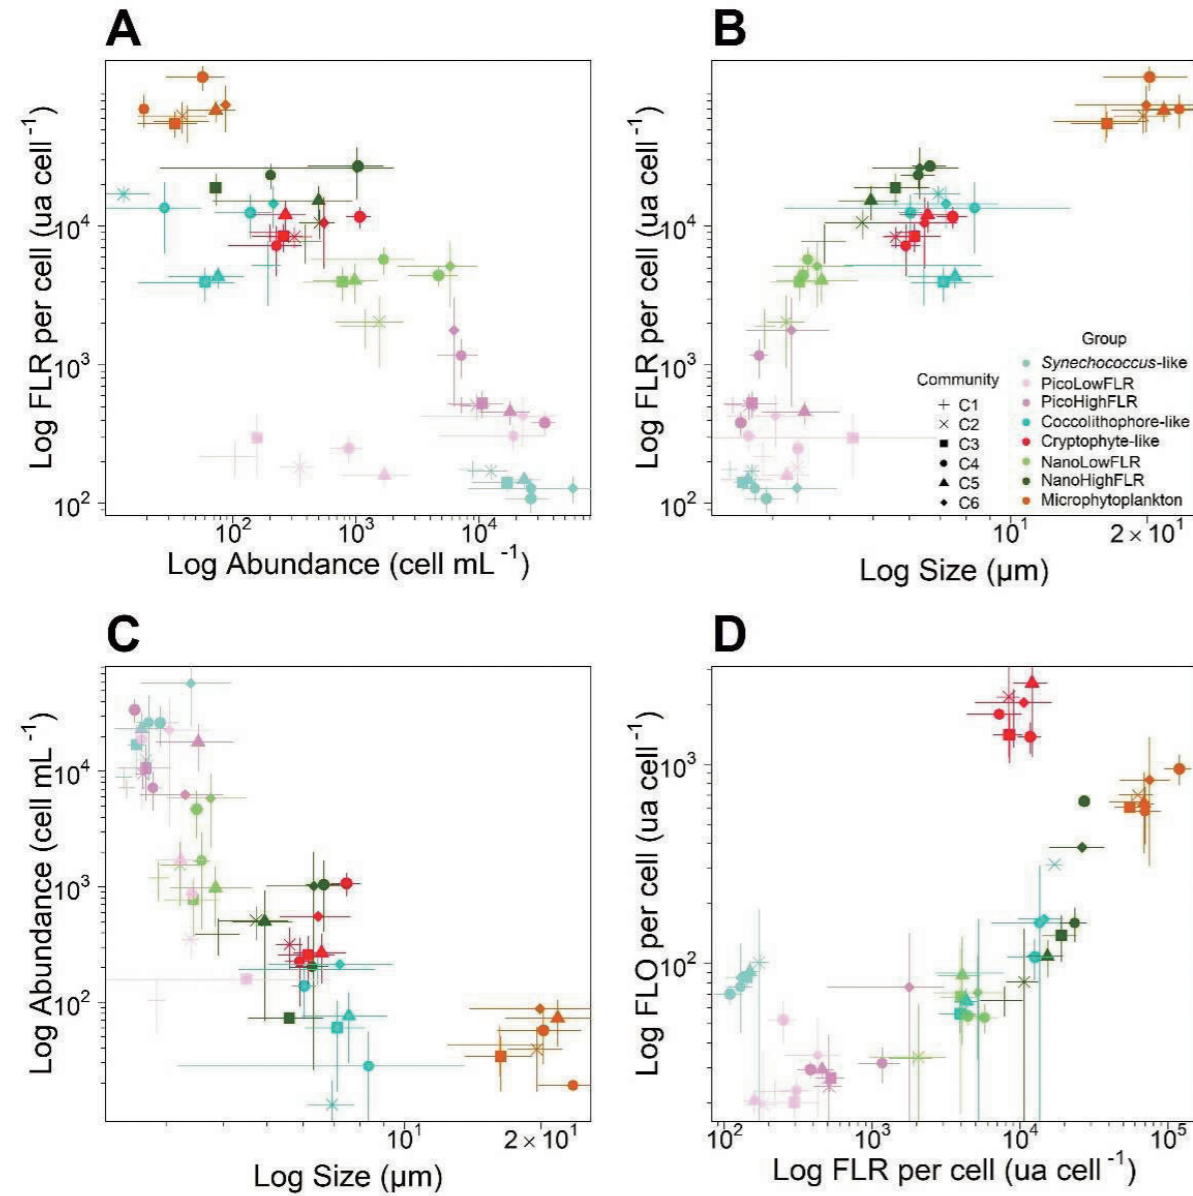 A
Log FLR per cell (ua cell⁻¹)
10⁴
10³
10²
10²
10³
10⁴
Log Abundance (cell mL⁻¹)
B
Log FLR per cell (ua cell⁻¹)
10⁴
10³
10²
Community
C1
C2
C3
C4
C5
C6
Group
Synechococcus-like
PicoLowFLR
PicoHighFLR
Coccolithophore-like
Cryptophyte-like
NanoLowFLR
NanoHighFLR
Microphytoplankton
10¹
2×10¹
Log Size (µm)
C
Log Abundance (cell mL⁻¹)
10⁴
10³
10²
10¹
2×10¹
Log Size (µm)
D
Log FLO per cell (ua cell⁻¹)
10³
10²
10²
10³
10⁴
10⁵
Log FLR per cell (ua cell⁻¹)